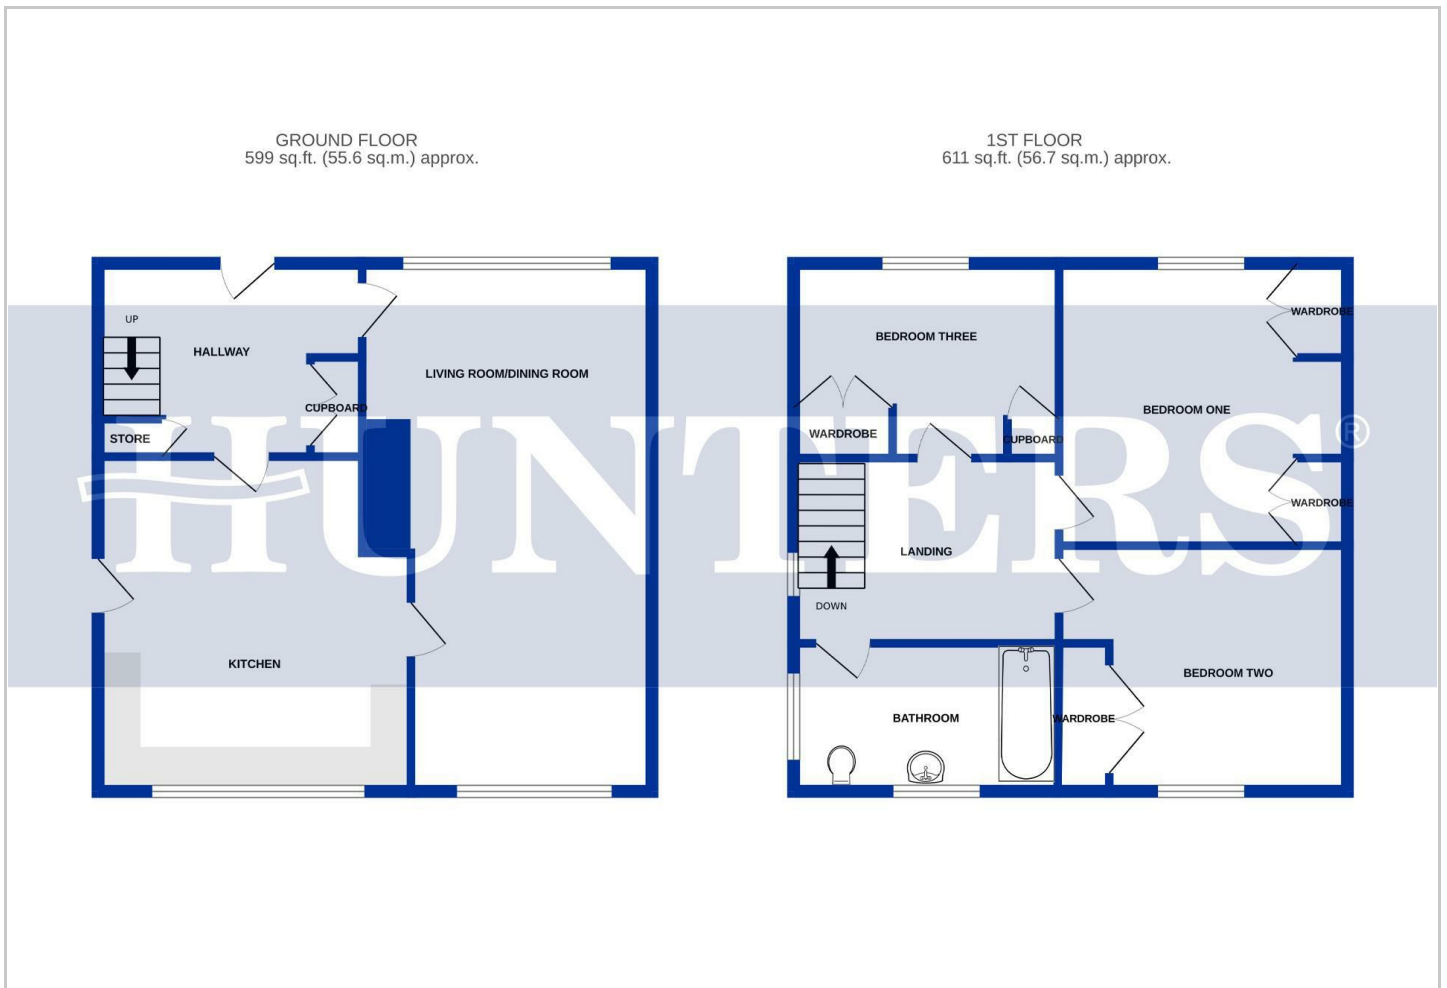 GROUND FLOOR
599 sq.ft. (55.6 sq.m.) approx.
1ST FLOOR
611 sq.ft. (56.7 sq.m.) approx.
UP
HALLWAY
LIVING ROOM/DINING ROOM
CUPBOARD
STORE
KITCHEN
WARDROBE
BEDROOM THREE
BEDROOM ONE
WARDROBE
CUPBOARD
WARDROBE
LANDING
DOWN
BEDROOM TWO
BATHROOM
WARDROBE
HUNTERS®